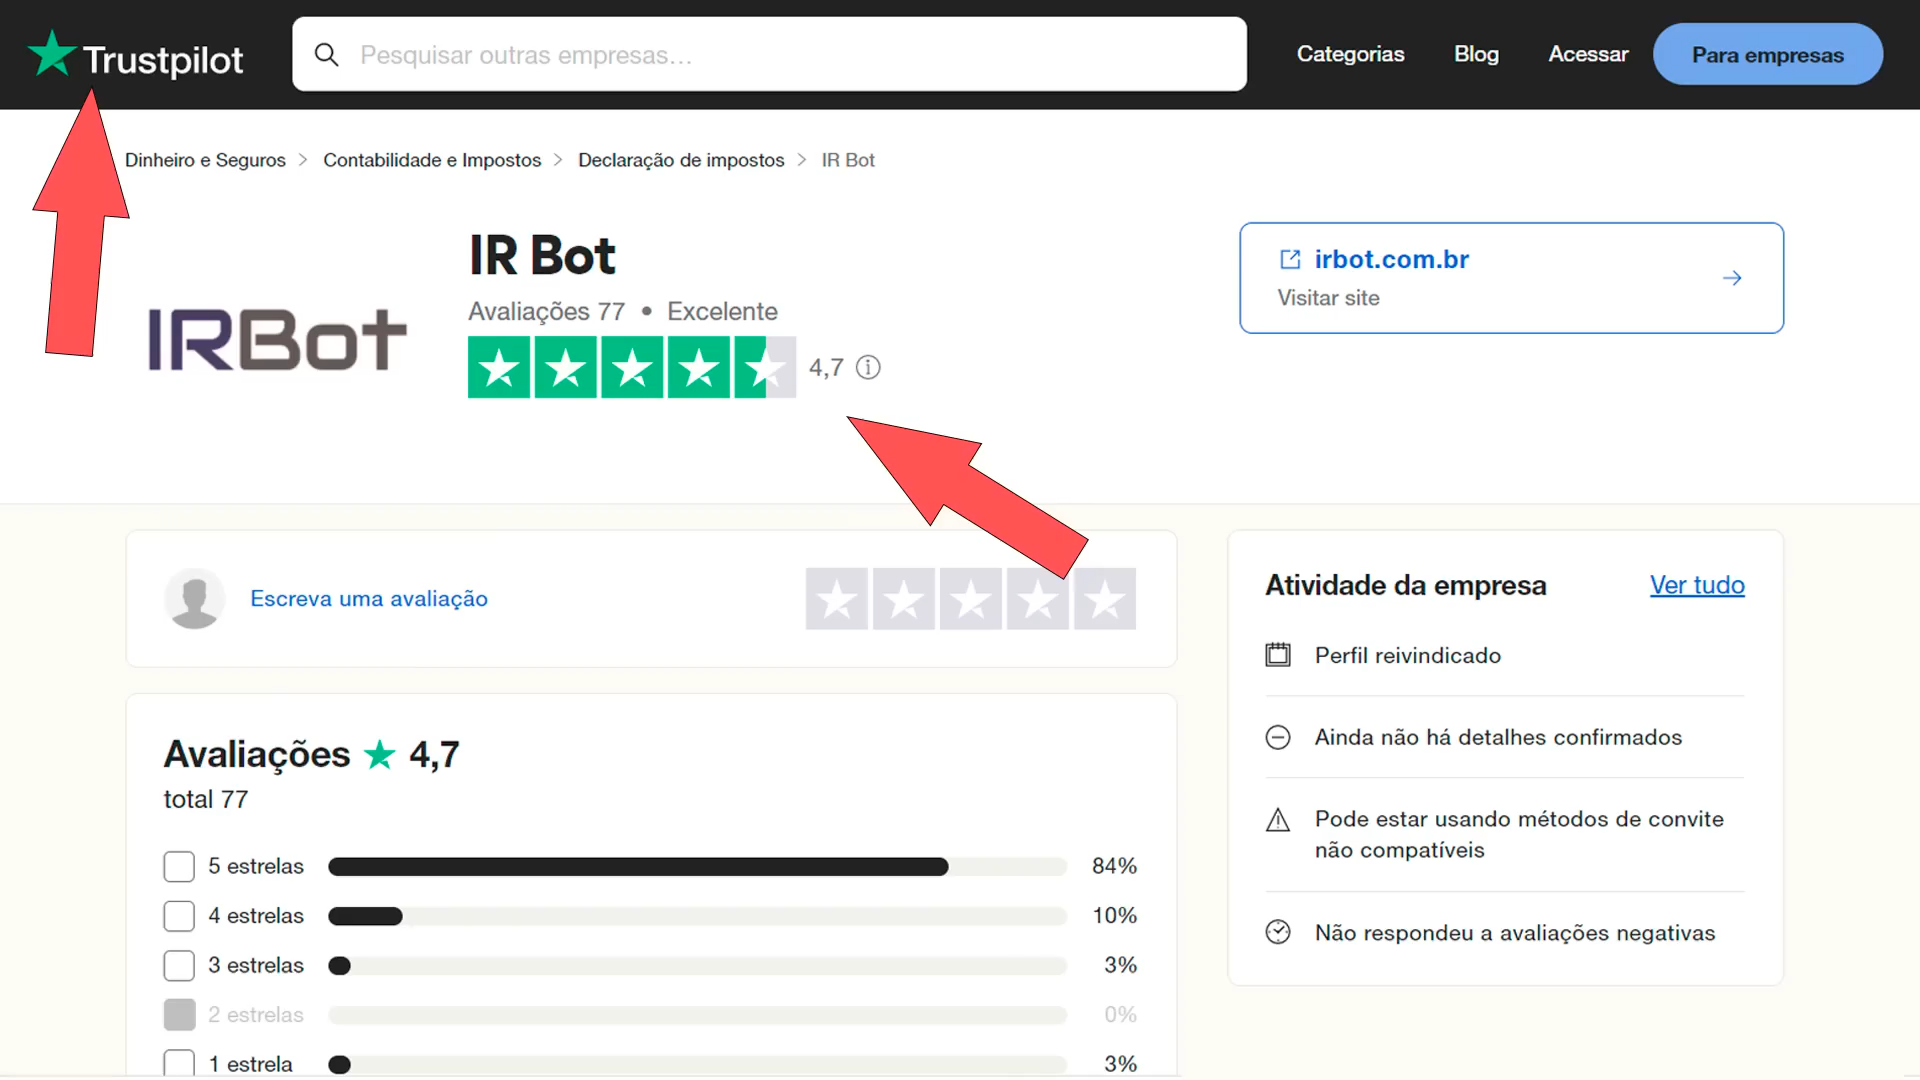 Trustpilot
Pesquisar outras empresas…
Categorias
Blog
Acessar
Para empresas
Dinheiro e Seguros > Contabilidade e Impostos > Declaração de impostos > IR Bot
IRBot
IR Bot
Avaliações 77 • Excelente
4,7
irbot.com.br
Visitar site
Escreva uma avaliação
Avaliações 4,7
total 77
5 estrelas 84%
4 estrelas 10%
3 estrelas 3%
2 estrelas 0%
1 estrela 3%
Atividade da empresa
Ver tudo
Perfil reivindicado
Ainda não há detalhes confirmados
Pode estar usando métodos de convite
não compatíveis
Não respondeu a avaliações negativas